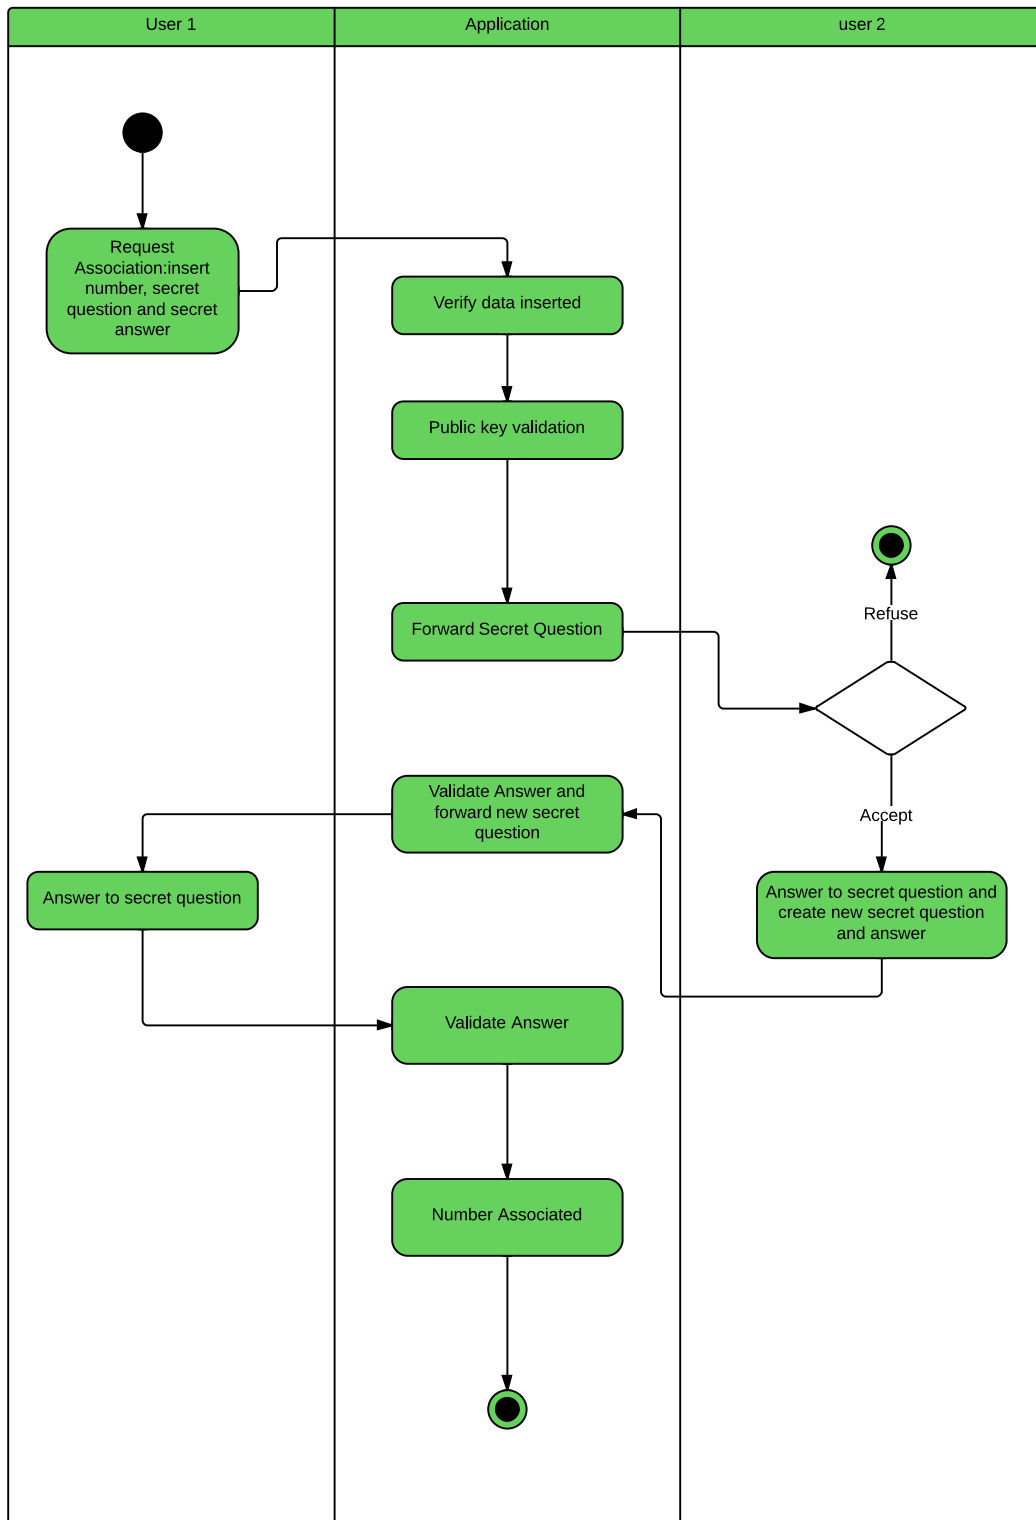 User 1
Application
user 2
Request
Association:insert
number, secret
question and secret
answer
Verify data inserted
Public key validation
Forward Secret Question
Refuse
Validate Answer and
forward new secret
question
Accept
Answer to secret question
Answer to secret question and
create new secret question
and answer
Validate Answer
Number Associated